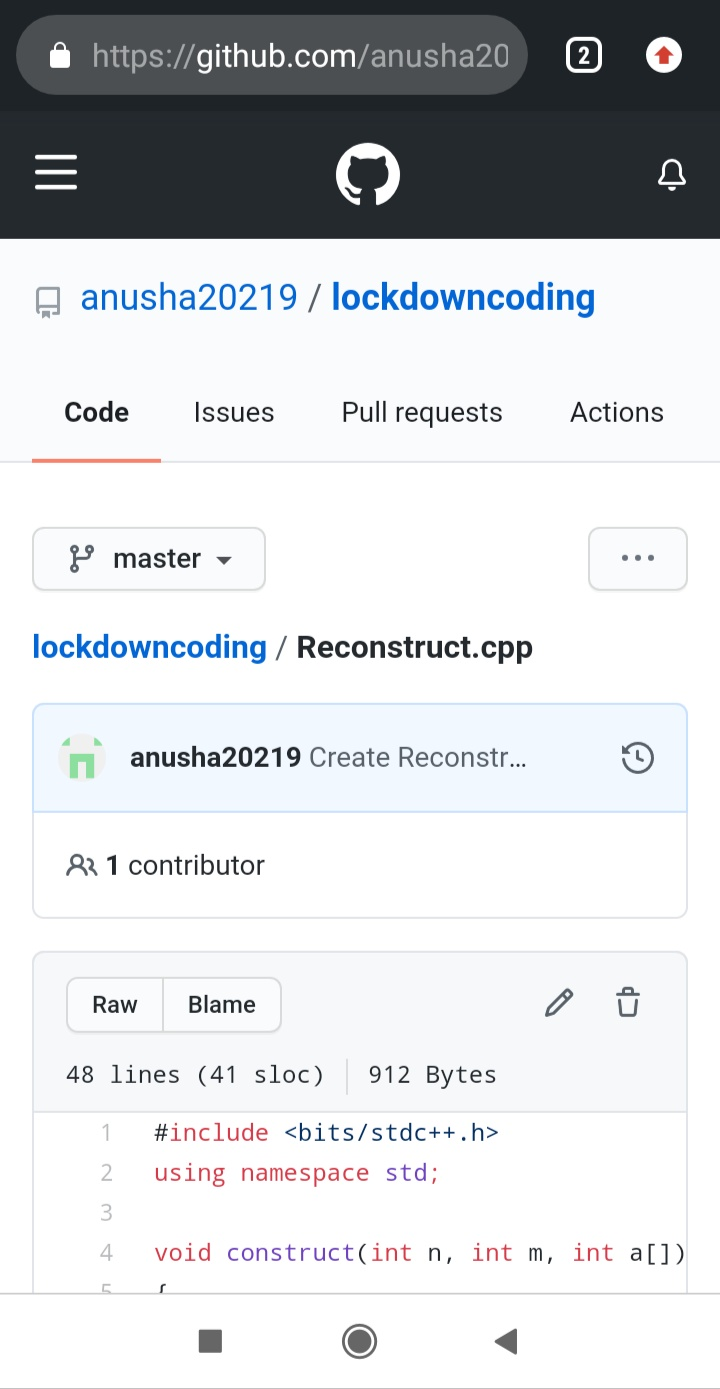 https://github.com/anusha20
2
anusha20219 / lockdowncoding
Code Issues Pull requests Actions
master
lockdowncoding / Reconstruct.cpp
anusha20219 Create Reconstr...
1 contributor
Raw Blame
48 lines (41 sloc) 912 Bytes
1 #include <bits/stdc++.h>
2 using namespace std;
3
4 void construct(int n, int m, int a[])
5 {